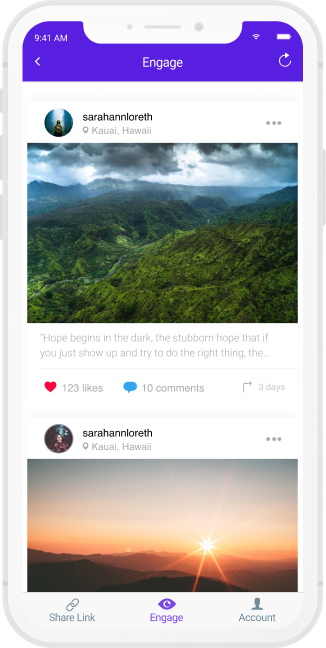 9:41 AM
Engage
sarahannloreth
Kauai, Hawaii
"Hope begins in the dark, the stubborn hope that if
you just show up and try to do the right thing, the...
123 likes
10 comments
3 days
sarahannloreth
Kauai, Hawaii
Share Link
Engage
Account